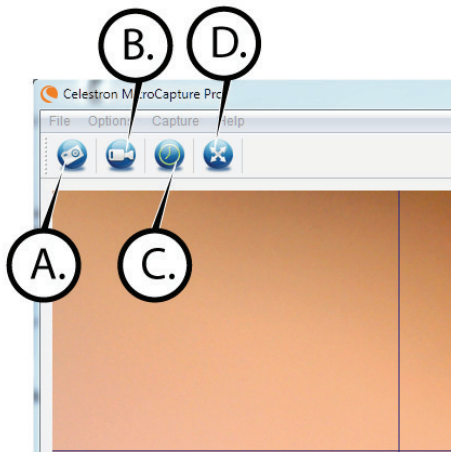 B. D.
Celestron MicroCapture Pro
File Options Capture Help
A. C.